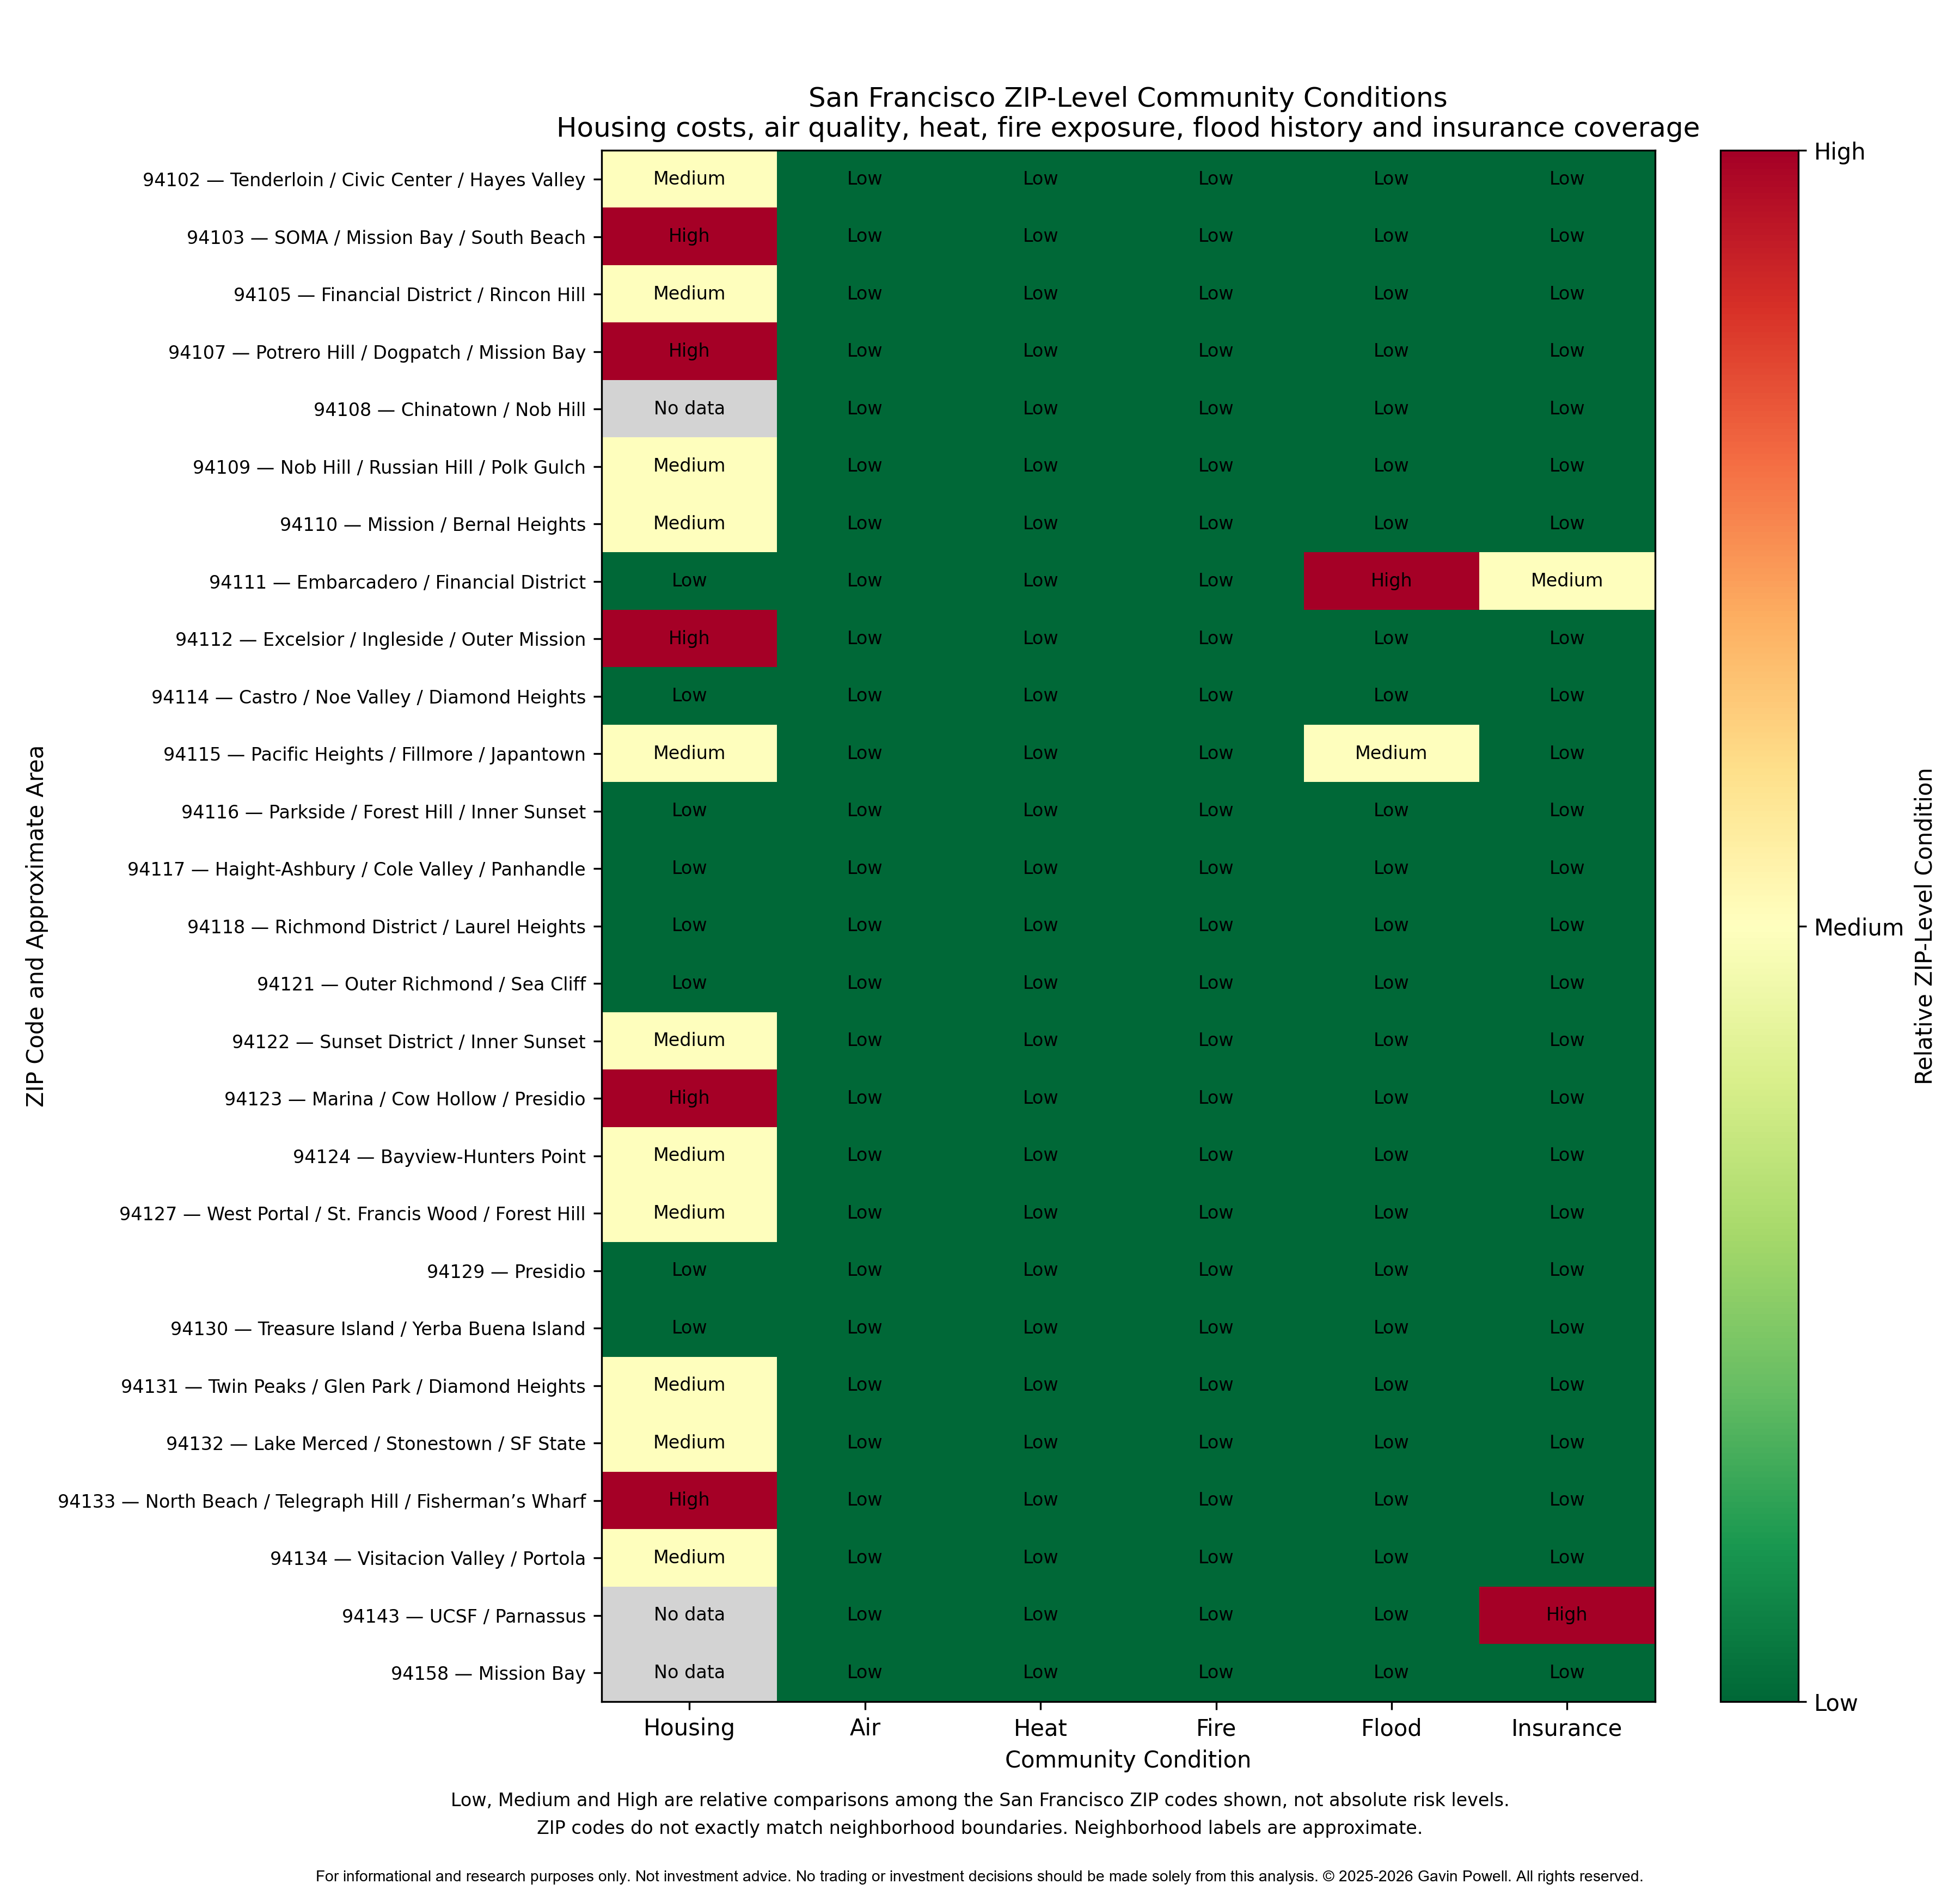 San Francisco ZIP-Level Community Conditions
Housing costs, air quality, heat, fire exposure, flood history and insurance coverage
ZIP Code and Approximate Area
94102 — Tenderloin / Civic Center / Hayes Valley Medium Low Low Low Low Low
94103 — SOMA / Mission Bay / South Beach High Low Low Low Low Low
94105 — Financial District / Rincon Hill Medium Low Low Low Low Low
94107 — Potrero Hill / Dogpatch / Mission Bay High Low Low Low Low Low
94108 — Chinatown / Nob Hill No data Low Low Low Low Low
94109 — Nob Hill / Russian Hill / Polk Gulch Medium Low Low Low Low Low
94110 — Mission / Bernal Heights Medium Low Low Low Low Low
94111 — Embarcadero / Financial District Low Low Low Low High Medium
94112 — Excelsior / Ingleside / Outer Mission High Low Low Low Low Low
94114 — Castro / Noe Valley / Diamond Heights Low Low Low Low Low Low
94115 — Pacific Heights / Fillmore / Japantown Medium Low Low Low Medium Low
94116 — Parkside / Forest Hill / Inner Sunset Low Low Low Low Low Low
94117 — Haight-Ashbury / Cole Valley / Panhandle Low Low Low Low Low Low
94118 — Richmond District / Laurel Heights Low Low Low Low Low Low
94121 — Outer Richmond / Sea Cliff Low Low Low Low Low Low
94122 — Sunset District / Inner Sunset Medium Low Low Low Low Low
94123 — Marina / Cow Hollow / Presidio High Low Low Low Low Low
94124 — Bayview-Hunters Point Medium Low Low Low Low Low
94127 — West Portal / St. Francis Wood / Forest Hill Medium Low Low Low Low Low
94129 — Presidio Low Low Low Low Low Low
94130 — Treasure Island / Yerba Buena Island Low Low Low Low Low Low
94131 — Twin Peaks / Glen Park / Diamond Heights Medium Low Low Low Low Low
94132 — Lake Merced / Stonestown / SF State Medium Low Low Low Low Low
94133 — North Beach / Telegraph Hill / Fisherman’s Wharf High Low Low Low Low Low
94134 — Visitacion Valley / Portola Medium Low Low Low Low Low
94143 — UCSF / Parnassus No data Low Low Low Low High
94158 — Mission Bay No data Low Low Low Low Low
Housing Air Heat Fire Flood Insurance
Community Condition
High
Medium
Low
Relative ZIP-Level Condition
Low, Medium and High are relative comparisons among the San Francisco ZIP codes shown, not absolute risk levels.
ZIP codes do not exactly match neighborhood boundaries. Neighborhood labels are approximate.
For informational and research purposes only. Not investment advice. No trading or investment decisions should be made solely from this analysis. © 2025-2026 Gavin Powell. All rights reserved.